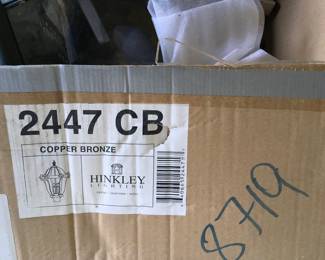 2447 CB
COPPER BRONZE
HINKLEY
LIGHTING
8719